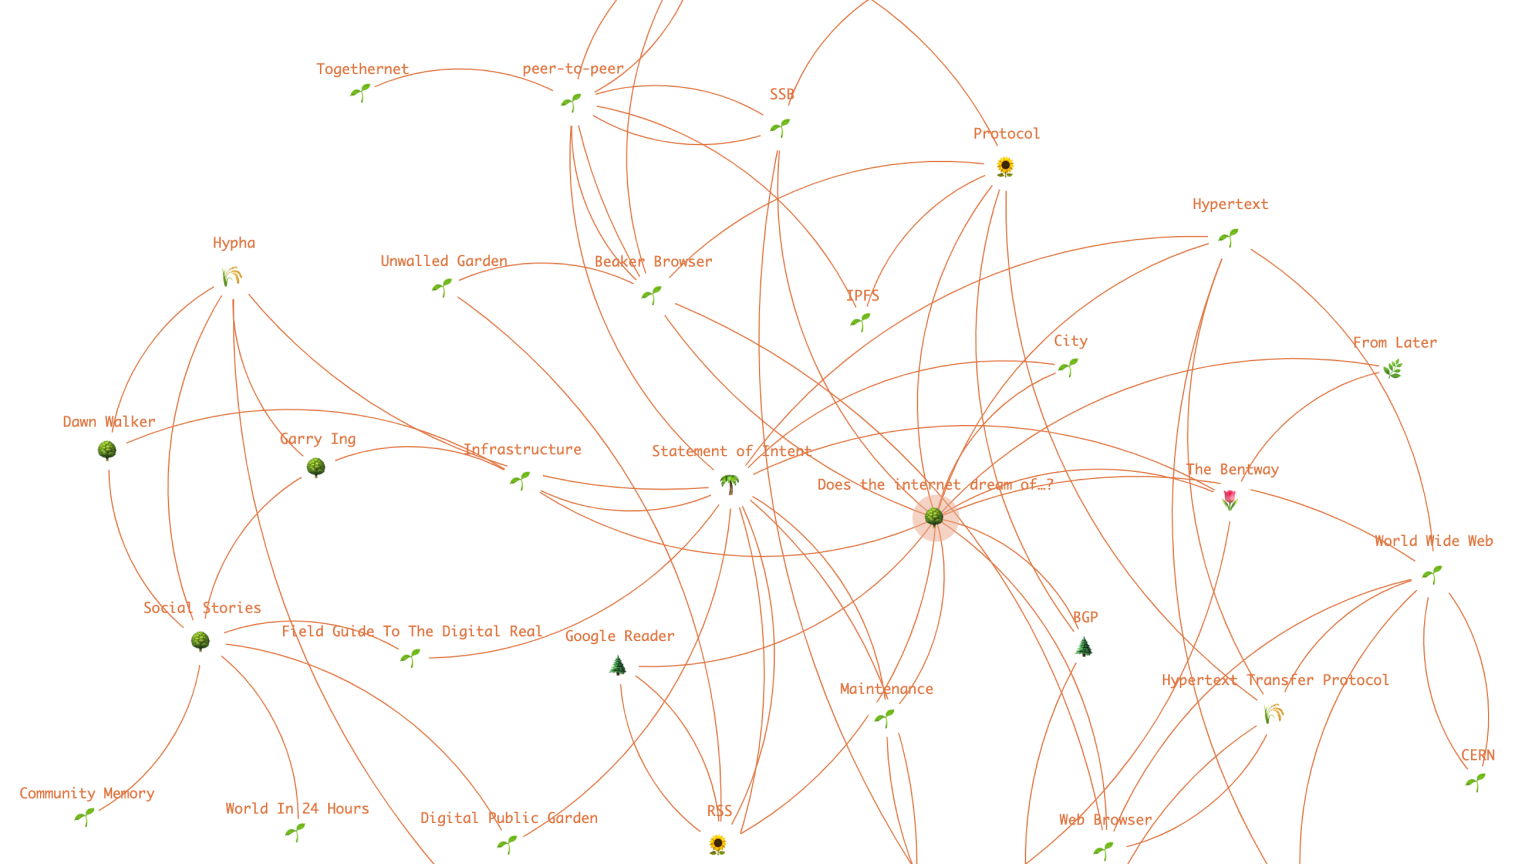 Togethernet
peer-to-peer
SSB
Protocol
Hypertext
Hypha
Unwalled Garden
Beaker Browser
IPFS
City
From Later
Dawn Walker
Garry Ing
Infrastructure
Statement of Intent
The Bentway
Does the internet dream of…?
World Wide Web
Social Stories
Field Guide To The Digital Real
Google Reader
BGP
Maintenance
Hypertext Transfer Protocol
CERN
Community Memory
World In 24 Hours
Digital Public Garden
RSS
Web Browser